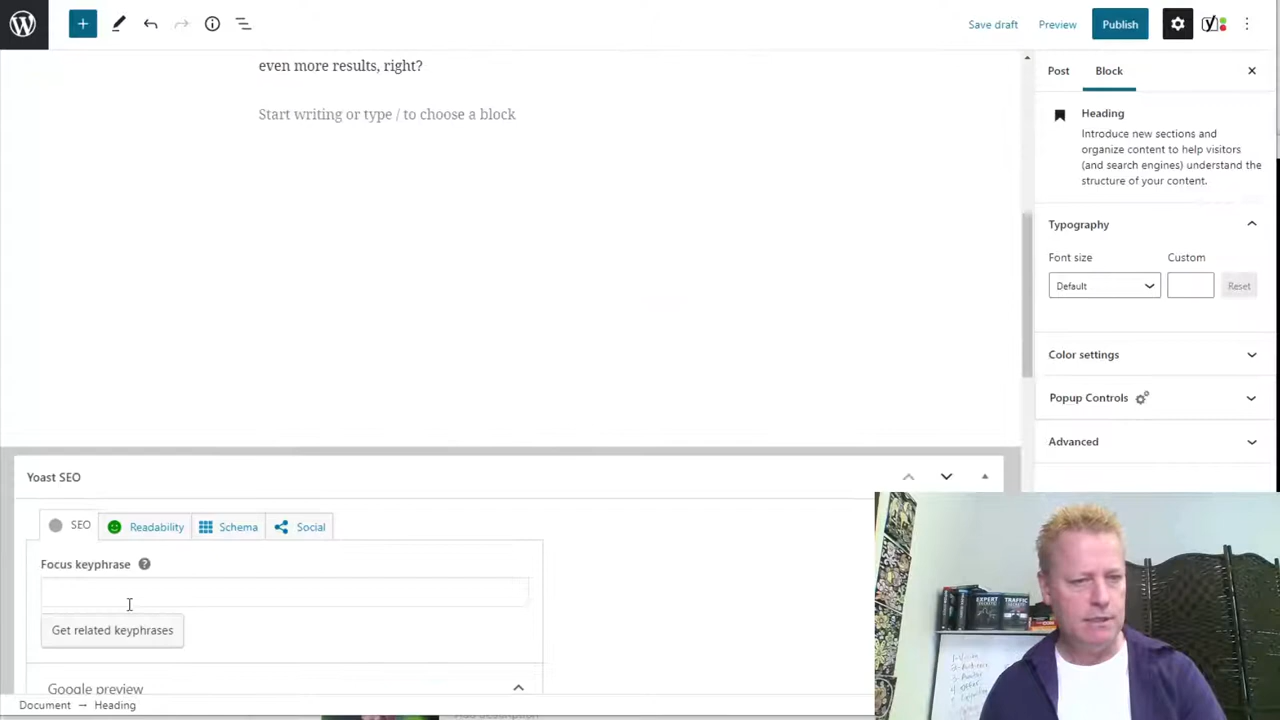 Save draft
Preview
Publish
even more results, right?
Start writing or type / to choose a block
Post
Block
Heading
Introduce new sections and
organize content to help visitors
(and search engines) understand the
structure of your content.
Typography
Font size
Custom
Default
Reset
Color settings
Popup Controls
Advanced
Yoast SEO
SEO
Readability
Schema
Social
Focus keyphrase
Get related keyphrases
Google preview
Document → Heading
EXPERT
TRAFFIC